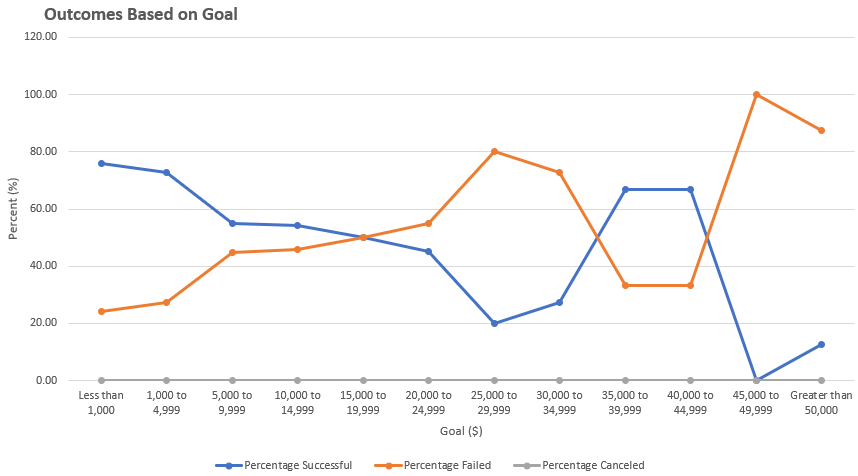 Outcomes Based on Goal
120.00
100.00
80.00
60.00
40.00
20.00
0.00
Percent (%)
Less than 1,000 to 5,000 to 10,000 to 15,000 to 20,000 to 25,000 to 30,000 to 35,000 to 40,000 to 45,000 to Greater than
1,000 4,999 9,999 14,999 19,999 24,999 29,999 34,999 39,999 44,999 49,999 50,000
Goal ($)
Percentage Successful Percentage Failed Percentage Canceled